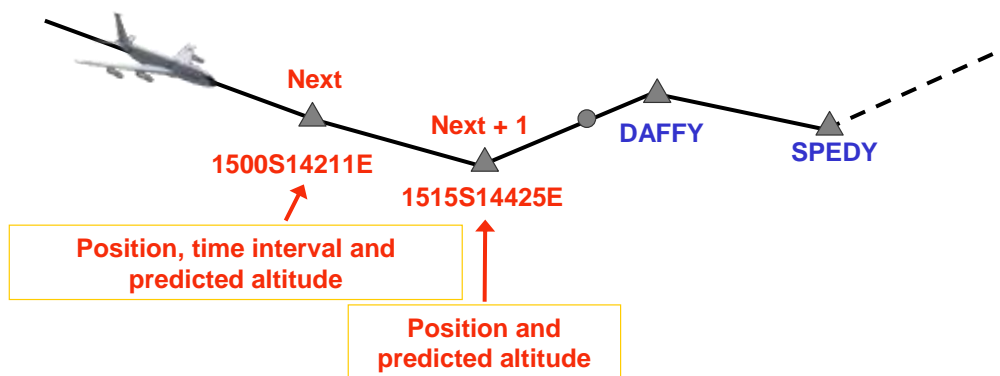 Next
Next + 1
DAFFY
SPEDY
1500S14211E
1515S14425E
Position, time interval and
predicted altitude
Position and
predicted altitude